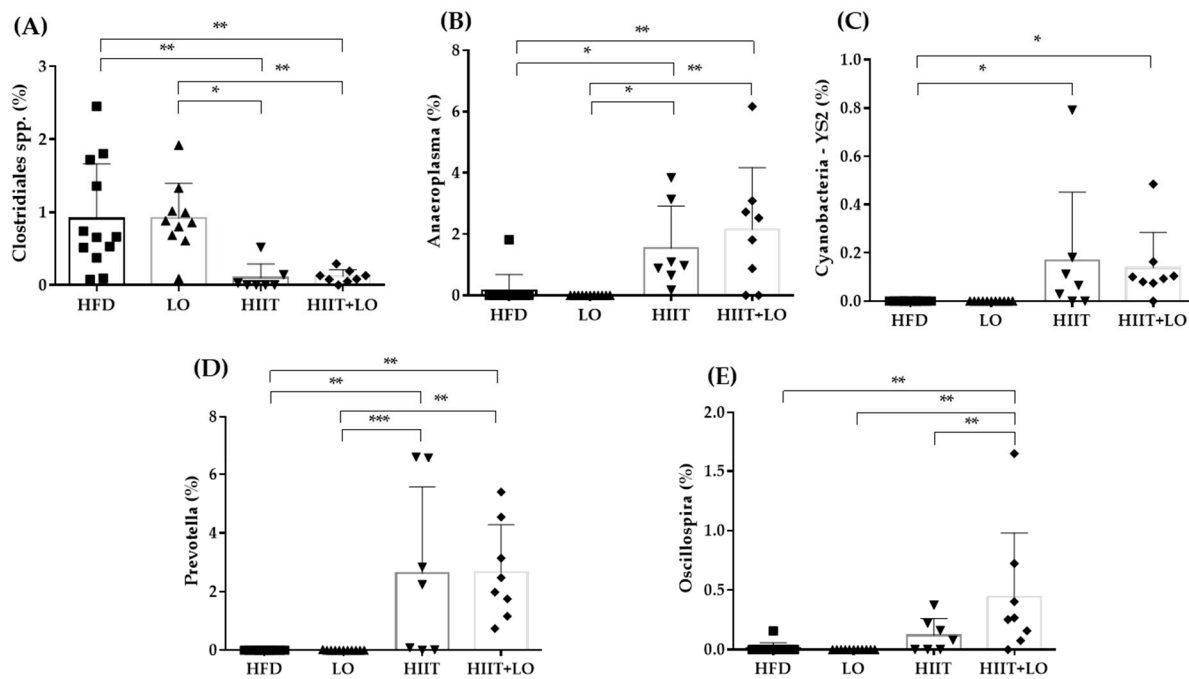 (A)
**
**
**
*
Clostridiales spp. (%)
3
2
1
0
HFD LO HIIT HIIT+LO
(B)
**
*
**
*
Anaeroplasma (%)
8
6
4
2
0
HFD LO HIIT HIIT+LO
(C)
*
*
Cyanobacteria - YS2 (%)
1.0
0.8
0.6
0.4
0.2
0.0
HFD LO HIIT HIIT+LO
(D)
**
**
**
***
Prevotella (%)
8
6
4
2
0
HFD LO HIIT HIIT+LO
(E)
**
**
**
Oscillospira (%)
2.0
1.5
1.0
0.5
0.0
HFD LO HIIT HIIT+LO